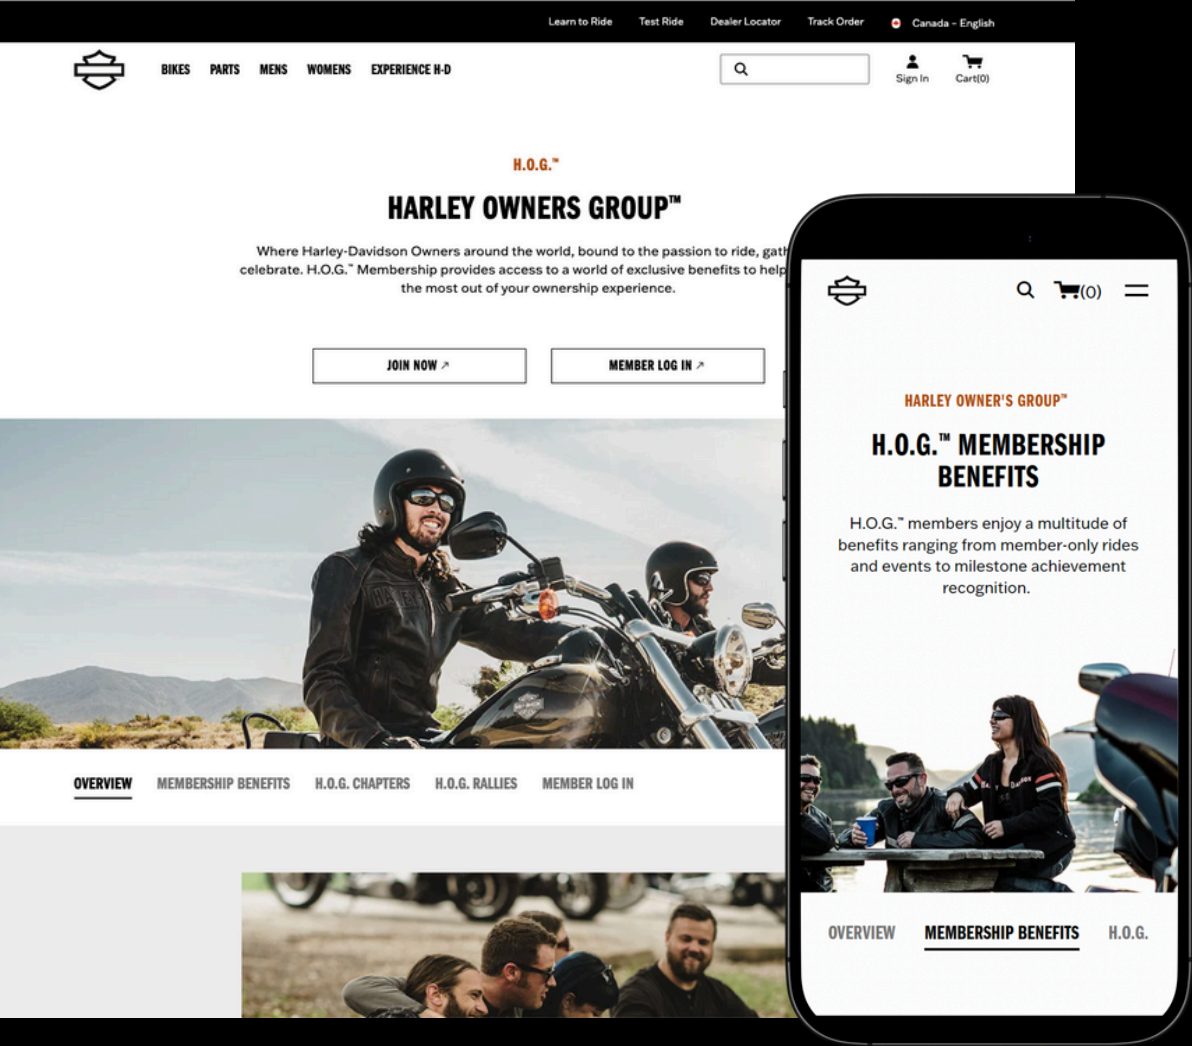 Learn to Ride Test Ride Dealer Locator Track Order Canada – English
BIKES PARTS MENS WOMENS EXPERIENCE H-D
Sign In Cart(0)
H.O.G.™
HARLEY OWNERS GROUP™
Where Harley-Davidson Owners around the world, bound to the passion to ride, gath
celebrate. H.O.G.™ Membership provides access to a world of exclusive benefits to help
the most out of your ownership experience.
JOIN NOW ↗ MEMBER LOG IN ↗
OVERVIEW MEMBERSHIP BENEFITS H.O.G. CHAPTERS H.O.G. RALLIES MEMBER LOG IN
(0)
HARLEY OWNER'S GROUP™
H.O.G.™ MEMBERSHIP
BENEFITS
H.O.G.™ members enjoy a multitude of
benefits ranging from member-only rides
and events to milestone achievement
recognition.
OVERVIEW MEMBERSHIP BENEFITS H.O.G.